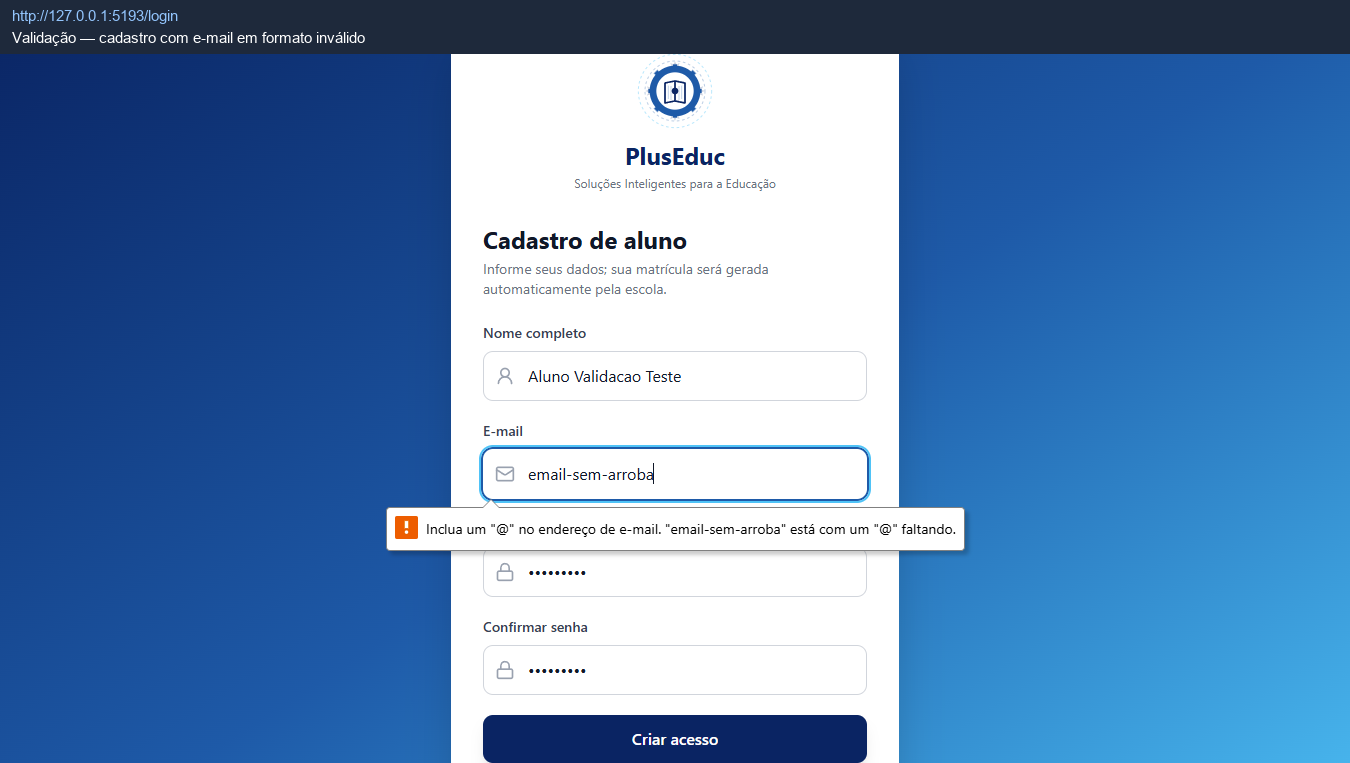 http://127.0.0.1:5193/login
Validação — cadastro com e-mail em formato inválido
PlusEduc
Soluções Inteligentes para a Educação
Cadastro de aluno
Informe seus dados; sua matrícula será gerada
automaticamente pela escola.
Nome completo
Aluno Validacao Teste
E-mail
email-sem-arroba
Inclua um "@" no endereço de e-mail. "email-sem-arroba" está com um "@" faltando.
•••••••••
Confirmar senha
•••••••••
Criar acesso